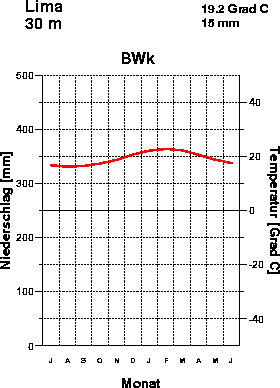 Lima
30 m
19.2 Grad C
15 mm
BWk
500
400
300
200
100
0
Niederschlag [mm]
40
20
0
-20
-40
Temperatur [Grad C]
J A S O N D J F M A M J
Monat